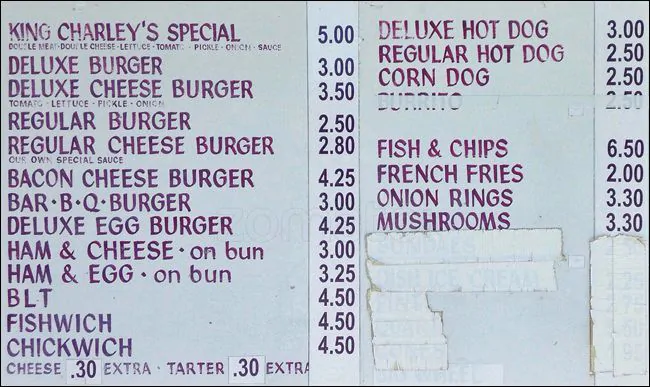 KING CHARLEY'S SPECIAL 5.00
DOUBLE MEAT·DOUBLE CHEESE·LETTUCE·TOMATO·PICKLE·ONION·SAUCE
DELUXE BURGER 3.00
DELUXE CHEESE BURGER 3.50
TOMATO·LETTUCE·PICKLE·ONION
REGULAR BURGER 2.50
REGULAR CHEESE BURGER 2.80
OUR OWN SPECIAL SAUCE
BACON CHEESE BURGER 4.25
BAR·B·Q·BURGER 3.00
DELUXE EGG BURGER 4.25
HAM & CHEESE·on bun 3.00
HAM & EGG·on bun 3.25
BLT 4.50
FISHWICH 4.50
CHICKWICH 4.50
CHEESE .30 EXTRA·TARTER .30 EXTRA
DELUXE HOT DOG 3.00
REGULAR HOT DOG 2.50
CORN DOG 2.50
BURRITO 2.50
FISH & CHIPS 6.50
FRENCH FRIES 2.00
ONION RINGS 3.30
MUSHROOMS 3.30
ICE CREAM